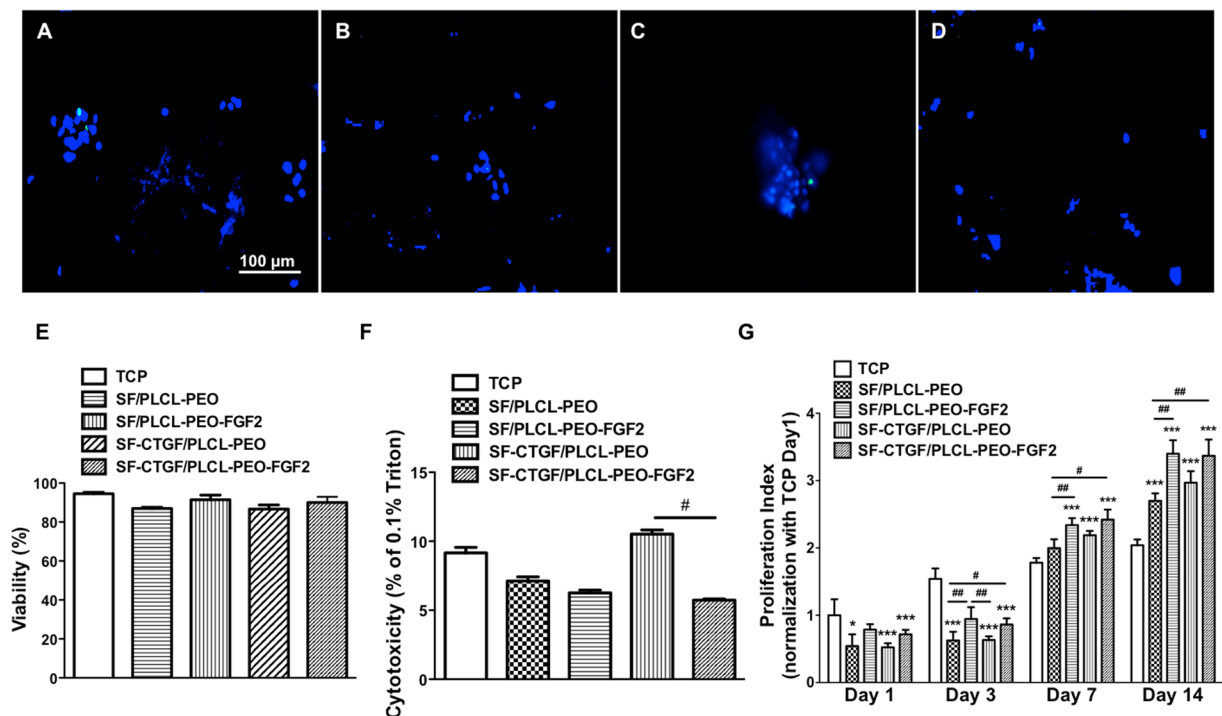 A
B
C
D
100 µm
E
TCP
SF/PLCL-PEO
SF/PLCL-PEO-FGF2
SF-CTGF/PLCL-PEO
SF-CTGF/PLCL-PEO-FGF2
100
80
60
40
20
0
Viability (%)
F
TCP
SF/PLCL-PEO
SF/PLCL-PEO-FGF2
SF-CTGF/PLCL-PEO
SF-CTGF/PLCL-PEO-FGF2
15
10
5
0
Cytotoxicity (% of 0.1% Triton)
#
G
TCP
SF/PLCL-PEO
SF/PLCL-PEO-FGF2
SF-CTGF/PLCL-PEO
SF-CTGF/PLCL-PEO-FGF2
4
3
2
1
0
Proliferation Index
(normalization with TCP Day1)
* *** ***
#
## ##
*** *** ***
#
##
*** *** ***
##
##
*** *** *** ***
Day 1 Day 3 Day 7 Day 14